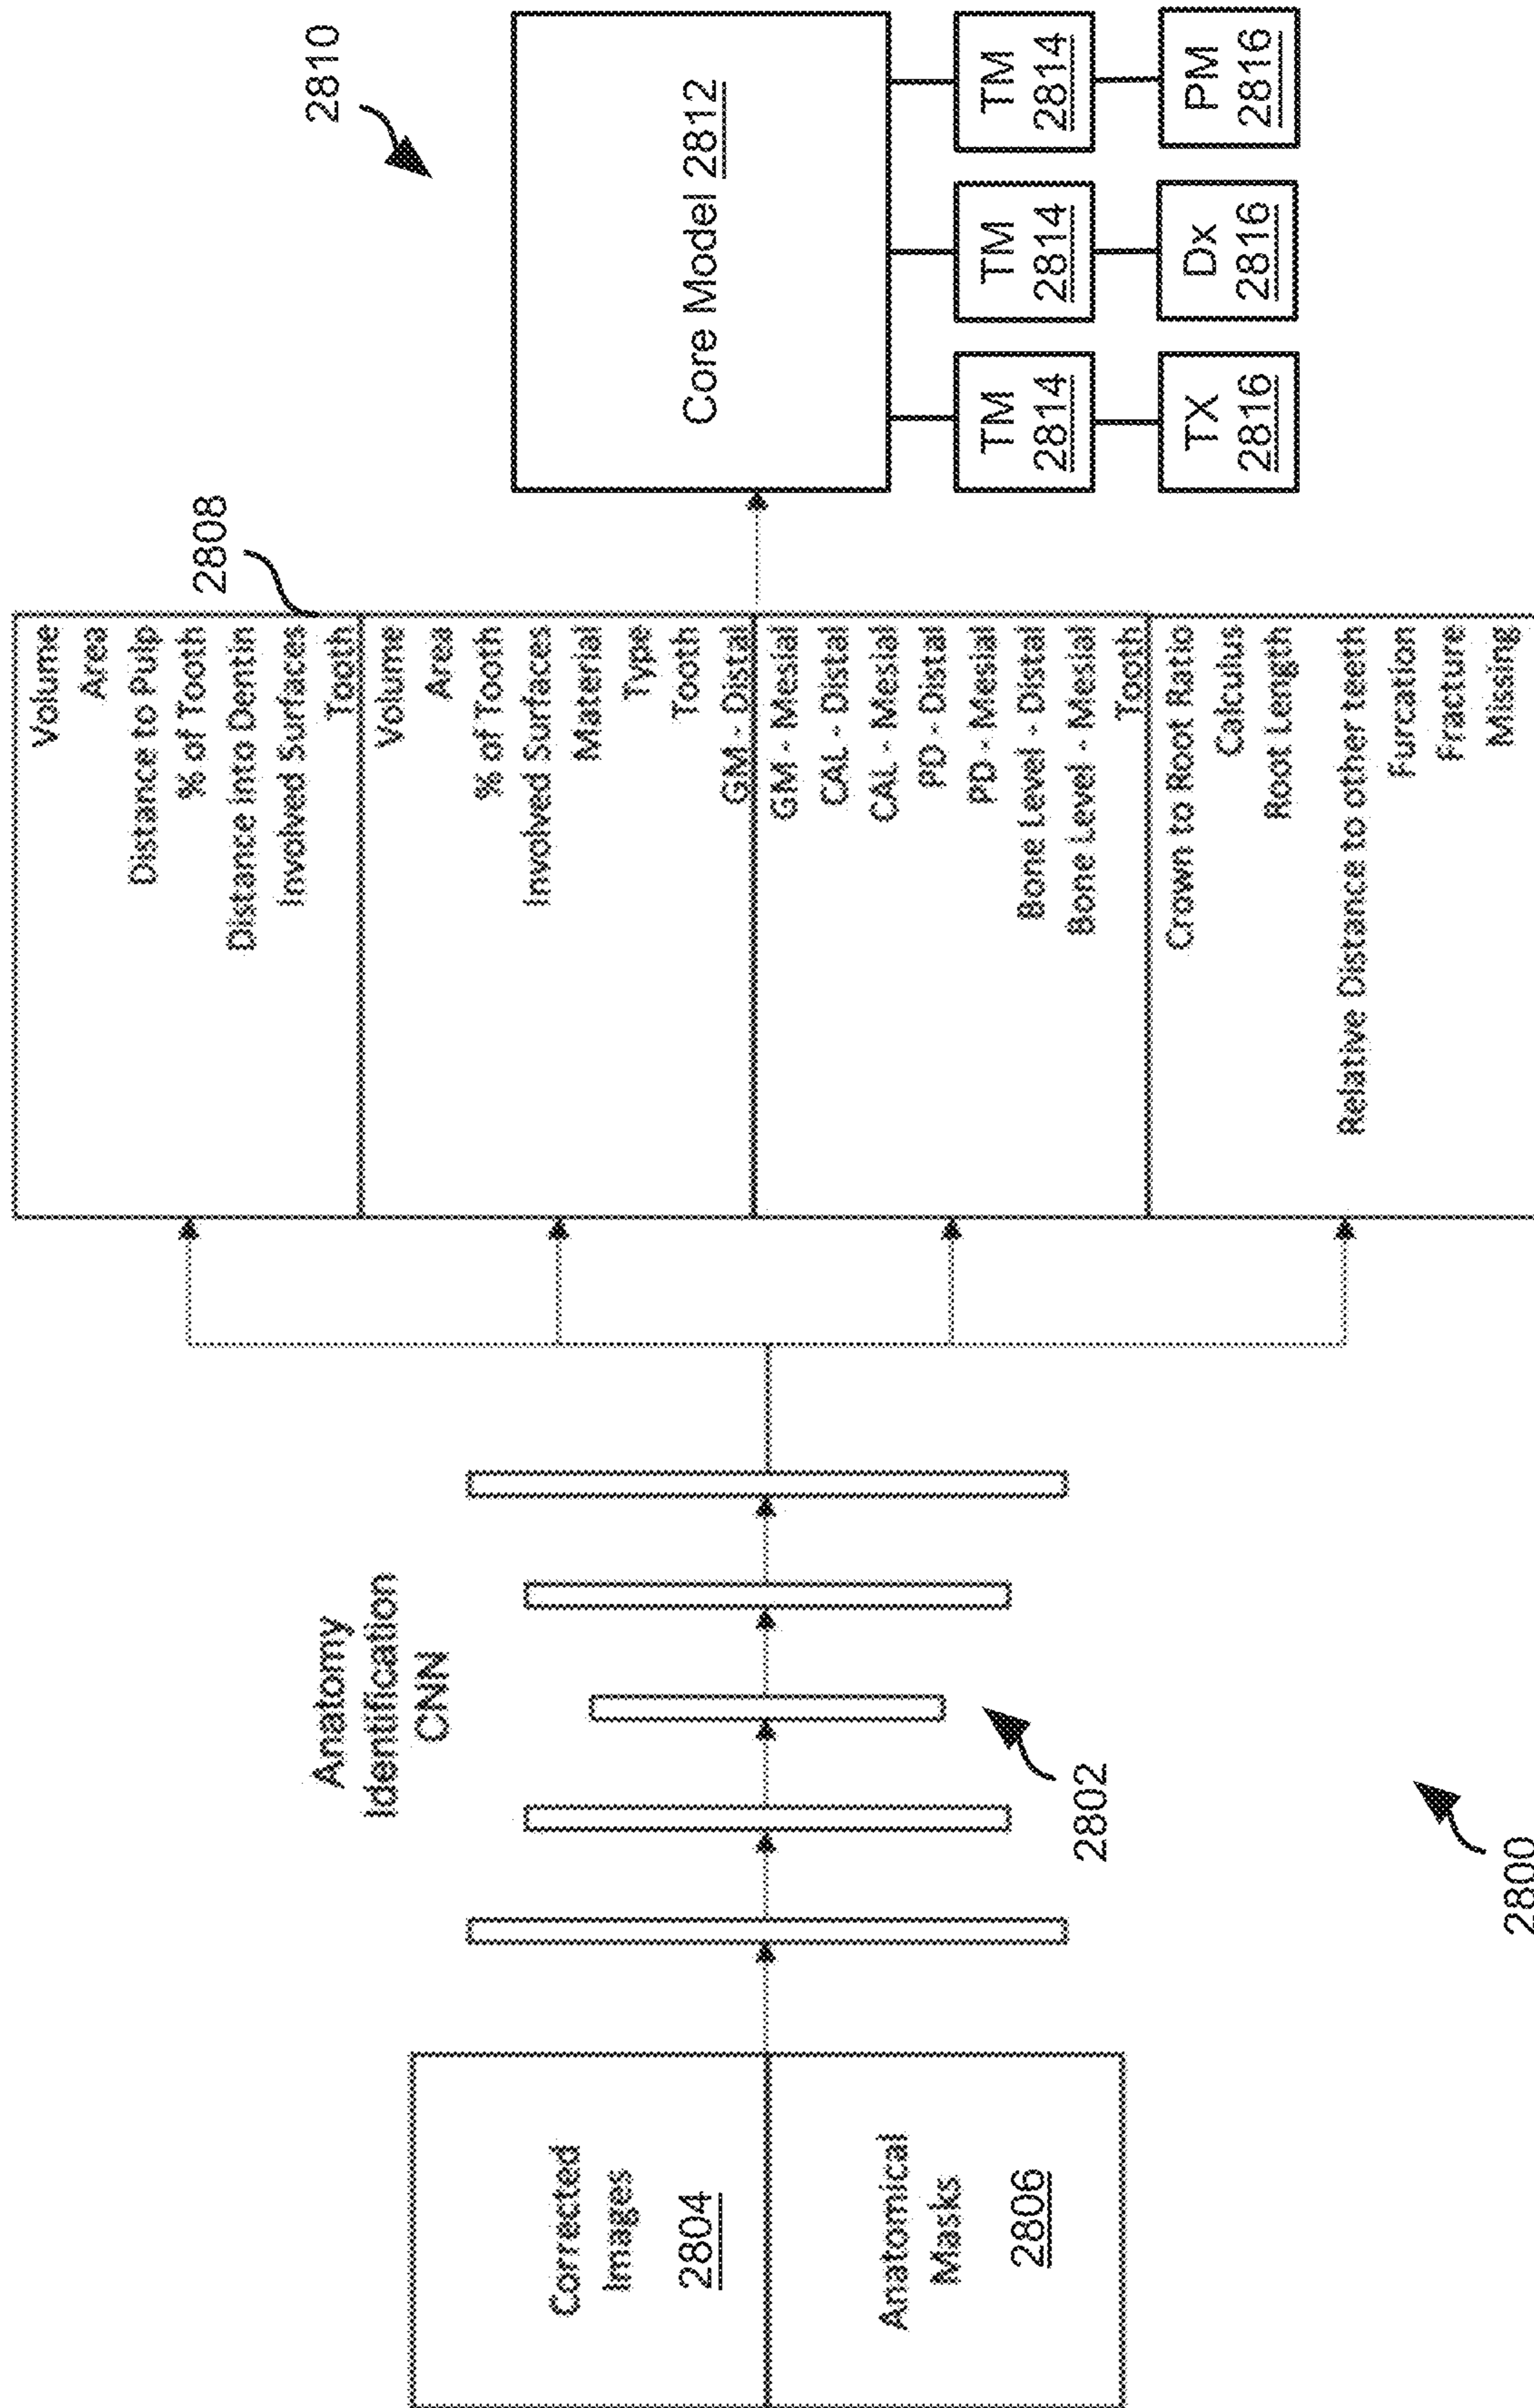 Corrected
Images
2804
Anatomical
Masks
2806
Anatomy
Identification
CNN
2802
2800
2808
Volume
Area
Distance to Pulp
% of Tooth
Distance into Dentin
Involved Surfaces
Tooth
Volume
Area
% of Tooth
Involved Surfaces
Material
Type
Tooth
GM - Distal
GM - Mesial
CAL - Distal
CAL - Mesial
PD - Distal
PD - Mesial
Bone Level - Distal
Bone Level - Mesial
Tooth
Crown to Root Ratio
Calculus
Root Length
Relative Distance to other teeth
Furcation
Fracture
Missing
2810
Core Model 2812
TM
2814
TM
2814
TM
2814
TX
2816
Dx
2816
PM
2816